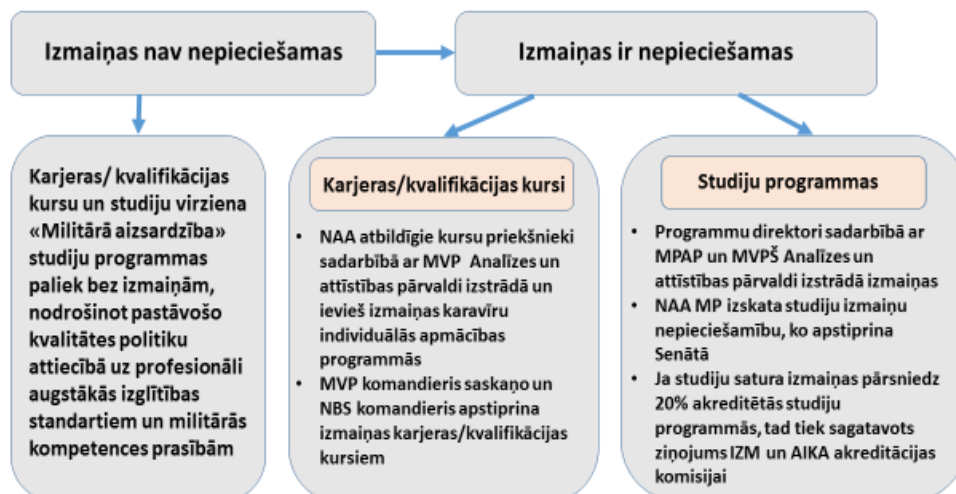 Izmaiņas nav nepieciešamas
Izmaiņas ir nepieciešamas
Karjeras/ kvalifikācijas
kursu un studiju virziena
«Militārā aizsardzība»
studiju programmas
paliek bez izmaiņām,
nodrošinot pastāvošo
kvalitātes politiku
attiecībā uz profesionāli
augstākās izglītības
standartiem un militārās
kompetences prasībām
Karjeras/kvalifikācijas kursi
• NAA atbildīgie kursu priekšnieki
sadarbībā ar MVP Analīzes un
attīstības pārvaldi izstrādā un
ievieš izmaiņas karavīru
individuālās apmācības
programmās
• MVP komandieris saskaņo un
NBS komandieris apstiprina
izmaiņas karjeras/kvalifikācijas
kursiem
Studiju programmas
• Programmu direktori sadarbībā ar
MPAP un MVPŠ Analīzes un
attīstības pārvaldi izstrādā izmaiņas
• NAA MP izskata studiju izmaiņu
nepieciešamību, ko apstiprina
Senātā
• Ja studiju satura izmaiņas pārsniedz
20% akreditētās studiju
programmās, tad tiek sagatavots
ziņojums IZM un AIKA akreditācijas
komisijai